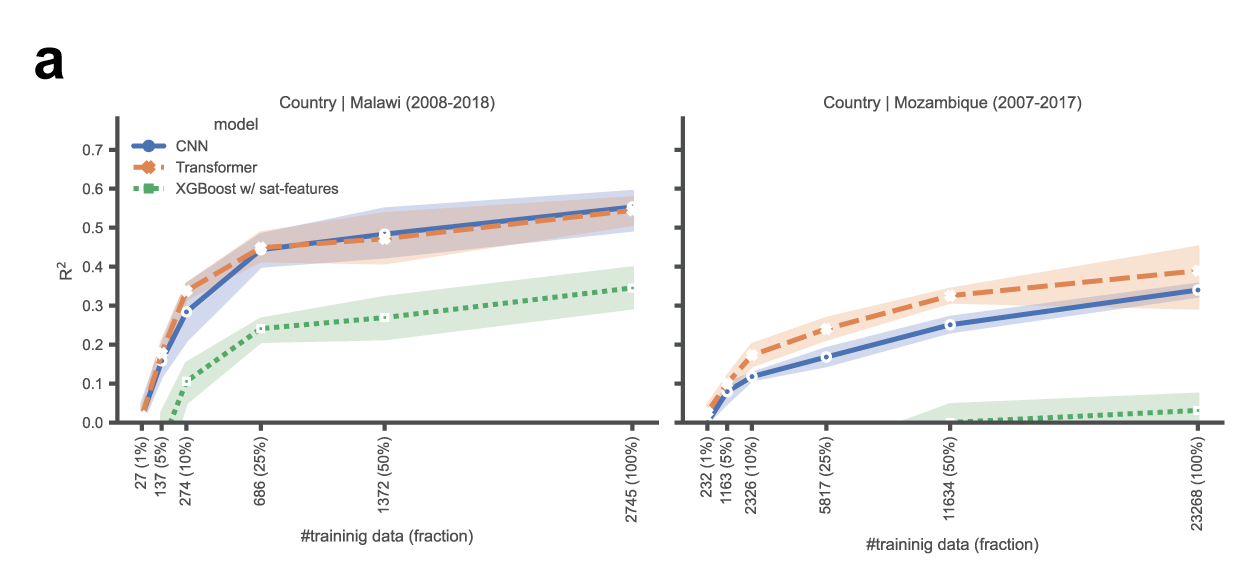 a
Country | Malawi (2008-2018)
model
CNN
Transformer
XGBoost w/ sat-features
R²
0.7
0.6
0.5
0.4
0.3
0.2
0.1
0.0
27 (1%)
137 (5%)
274 (10%)
686 (25%)
1372 (50%)
2745 (100%)
#traininig data (fraction)
Country | Mozambique (2007-2017)
232 (1%)
1163 (5%)
2326 (10%)
5817 (25%)
11634 (50%)
23268 (100%)
#traininig data (fraction)